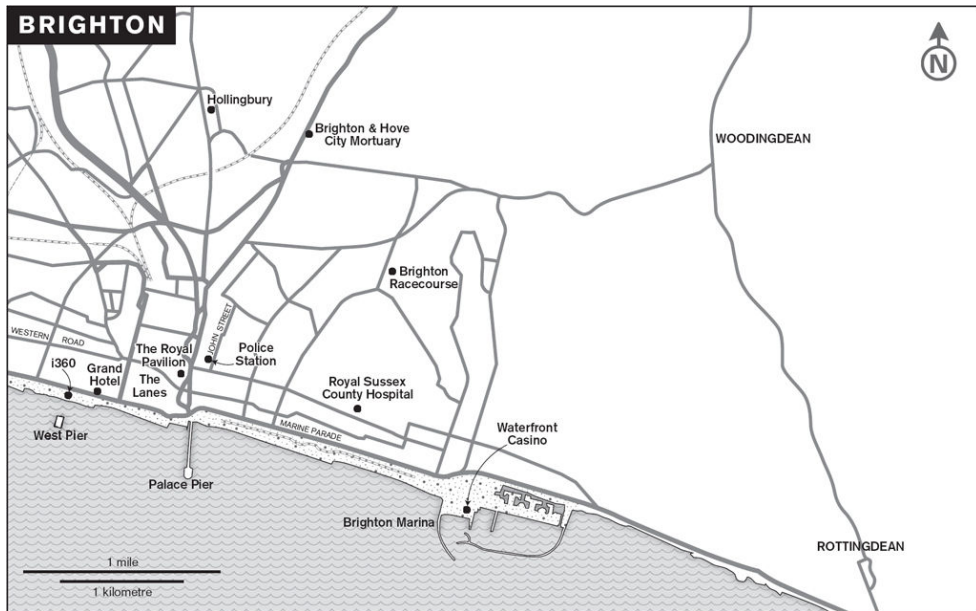 BRIGHTON
N
Hollingbury
Brighton & Hove
City Mortuary
WOODINGDEAN
Brighton
Racecourse
JOHN STREET
WESTERN
ROAD
The Royal
Pavilion
Police
Station
i360
Grand
Hotel
The
Lanes
Royal Sussex
County Hospital
MARINE PARADE
Waterfront
Casino
West Pier
Palace Pier
Brighton Marina
ROTTINGDEAN
1 mile
1 kilometre